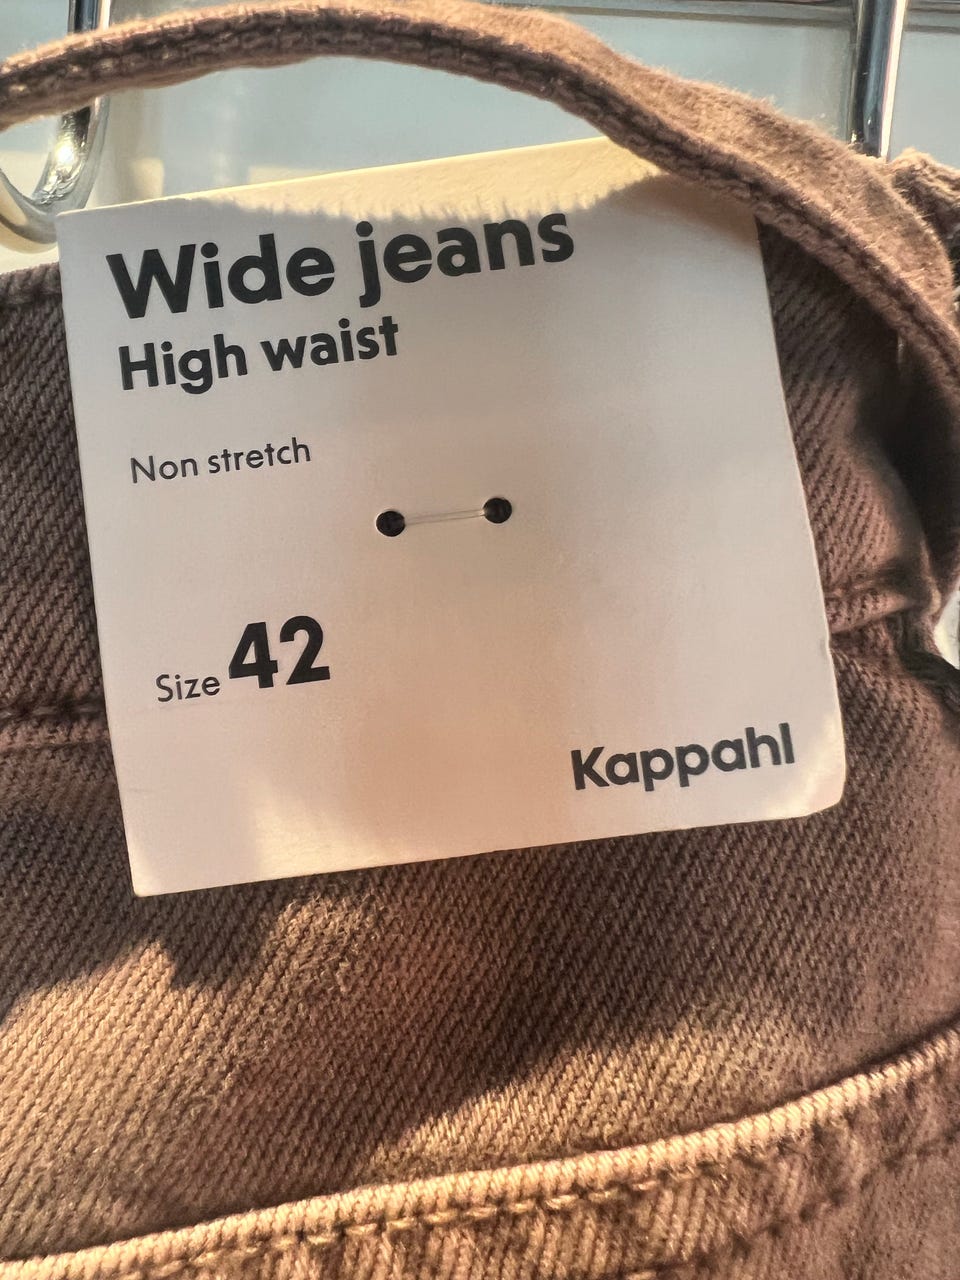 Wide jeans
High waist
Non stretch
Size 42
Kappahl